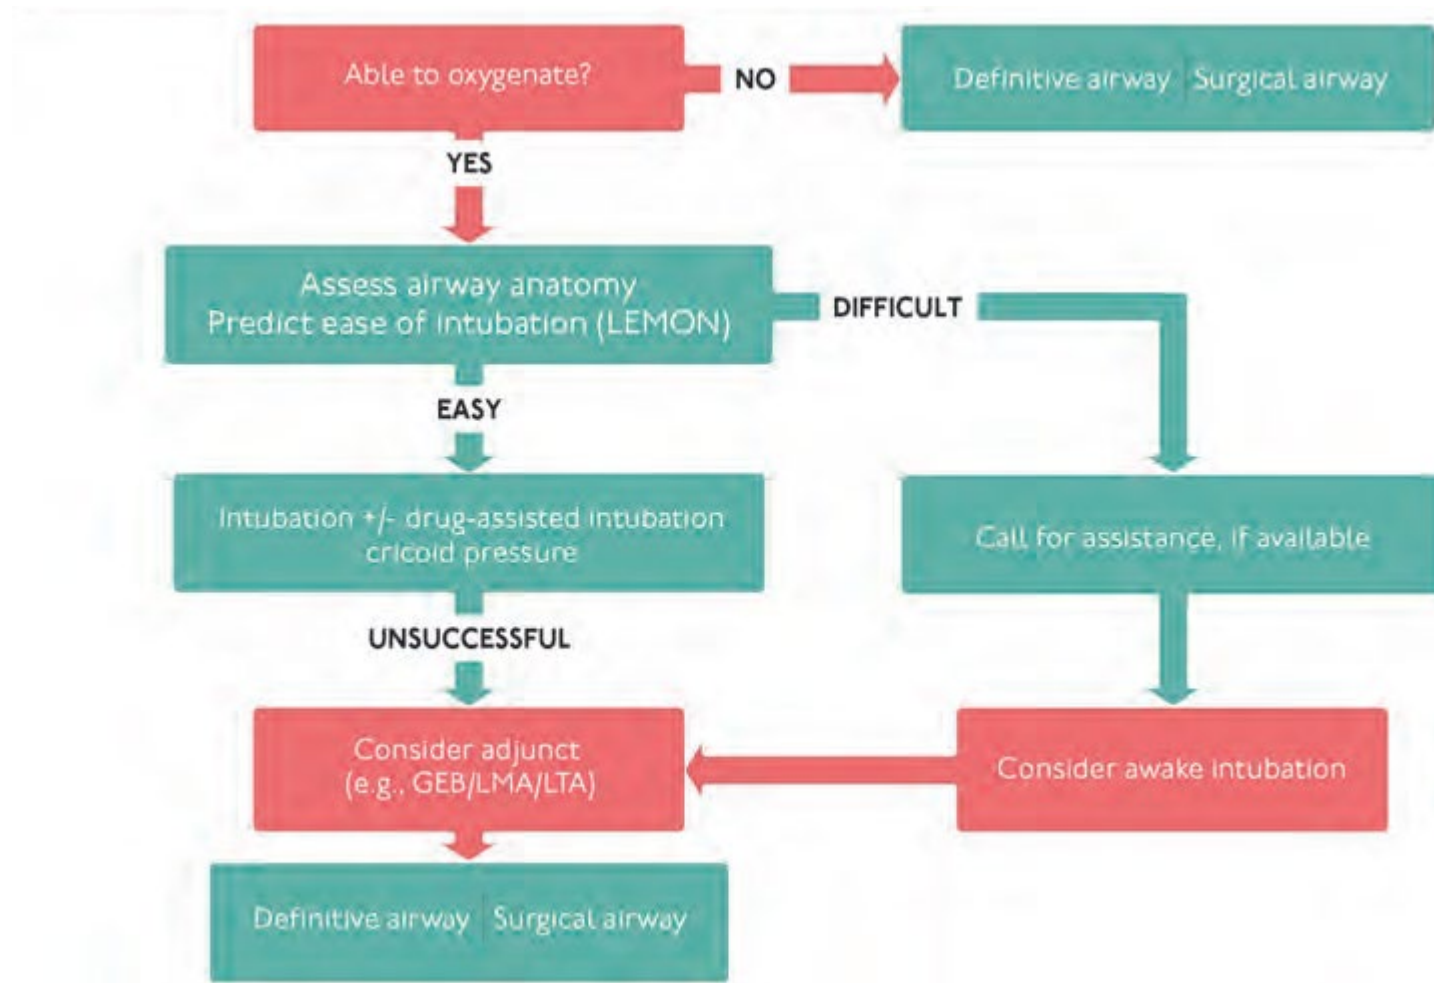 Able to oxygenate?
NO
Definitive airway Surgical airway
YES
Assess airway anatomy
Predict ease of intubation (LEMON)
DIFFICULT
EASY
Intubation +/- drug-assisted intubation
cricoid pressure
Call for assistance, if available
UNSUCCESSFUL
Consider adjunct
(e.g., GEB/LMA/LTA)
Consider awake intubation
Definitive airway Surgical airway